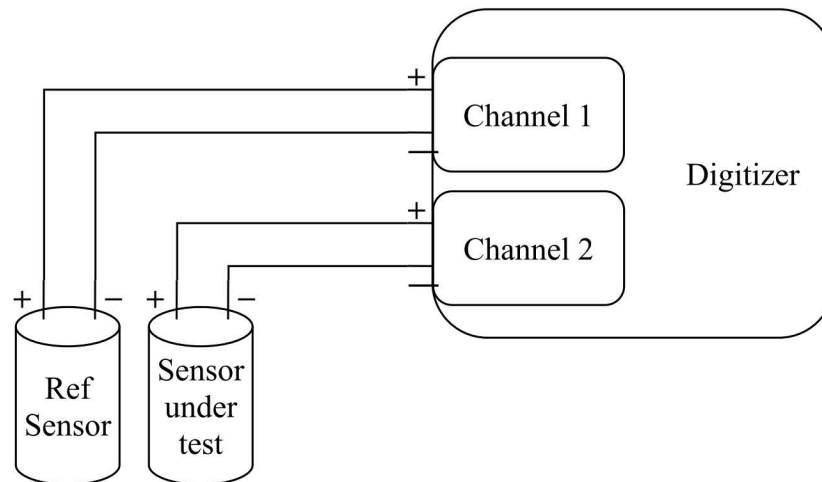 +
Channel 1
—
Digitizer
+
Channel 2
—
+ −
Ref
Sensor
+ −
Sensor
under
test